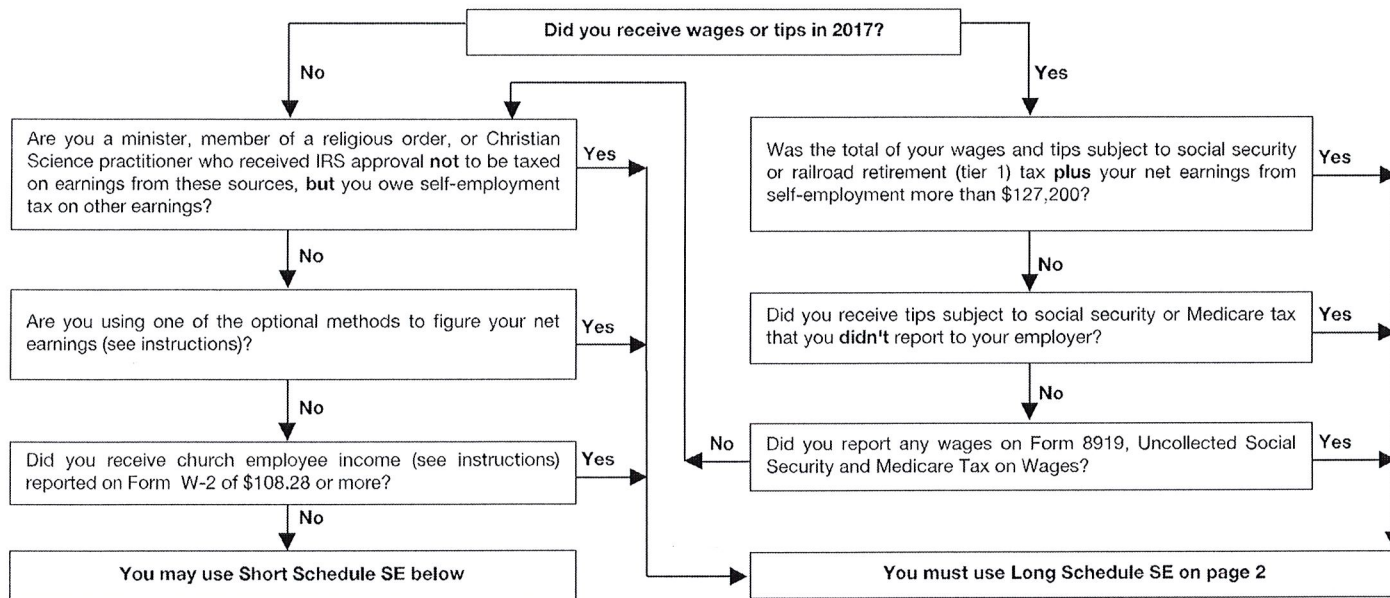 Did you receive wages or tips in 2017?
No
Yes
Are you a minister, member of a religious order, or Christian
Science practitioner who received IRS approval not to be taxed
on earnings from these sources, but you owe self-employment
tax on other earnings?
Yes
Was the total of your wages and tips subject to social security
or railroad retirement (tier 1) tax plus your net earnings from
self-employment more than $127,200?
Yes
No
No
Are you using one of the optional methods to figure your net
earnings (see instructions)?
Yes
Did you receive tips subject to social security or Medicare tax
that you didn't report to your employer?
Yes
No
No
Did you receive church employee income (see instructions)
reported on Form W-2 of $108.28 or more?
Yes
No
Did you report any wages on Form 8919, Uncollected Social
Security and Medicare Tax on Wages?
Yes
No
You may use Short Schedule SE below
You must use Long Schedule SE on page 2